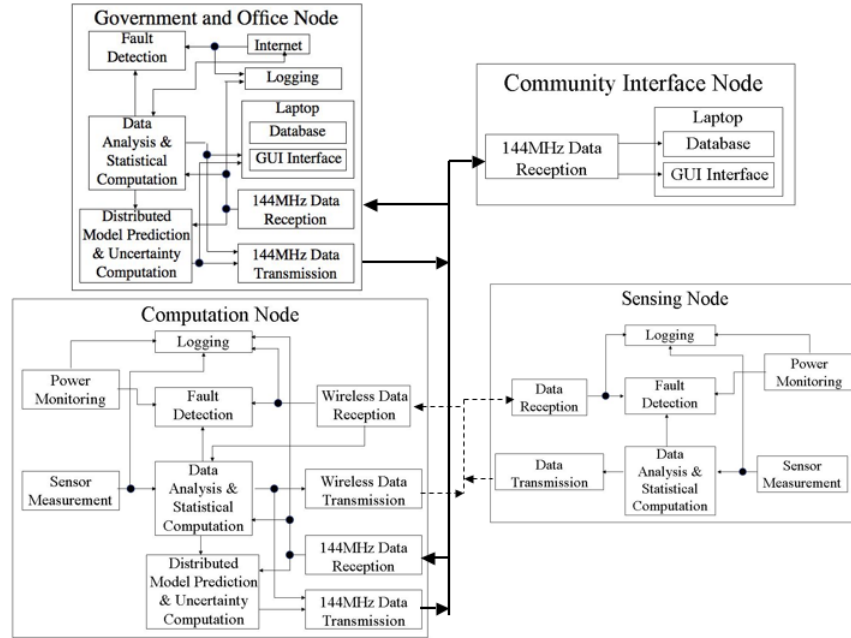 Government and Office Node
Fault
Detection
Internet
Logging
Laptop
Database
GUI Interface
Data
Analysis &
Statistical
Computation
144MHz Data
Reception
Distributed
Model Prediction
& Uncertainty
Computation
144MHz Data
Transmission
Community Interface Node
Laptop
144MHz Data
Reception
Database
GUI Interface
Computation Node
Logging
Power
Monitoring
Fault
Detection
Wireless Data
Reception
Sensor
Measurement
Data
Analysis &
Statistical
Computation
Wireless Data
Transmission
144MHz Data
Reception
Distributed
Model Prediction
& Uncertainty
Computation
144MHz Data
Transmission
Sensing Node
Logging
Power
Monitoring
Data
Reception
Fault
Detection
Data
Transmission
Data
Analysis &
Statistical
Computation
Sensor
Measurement